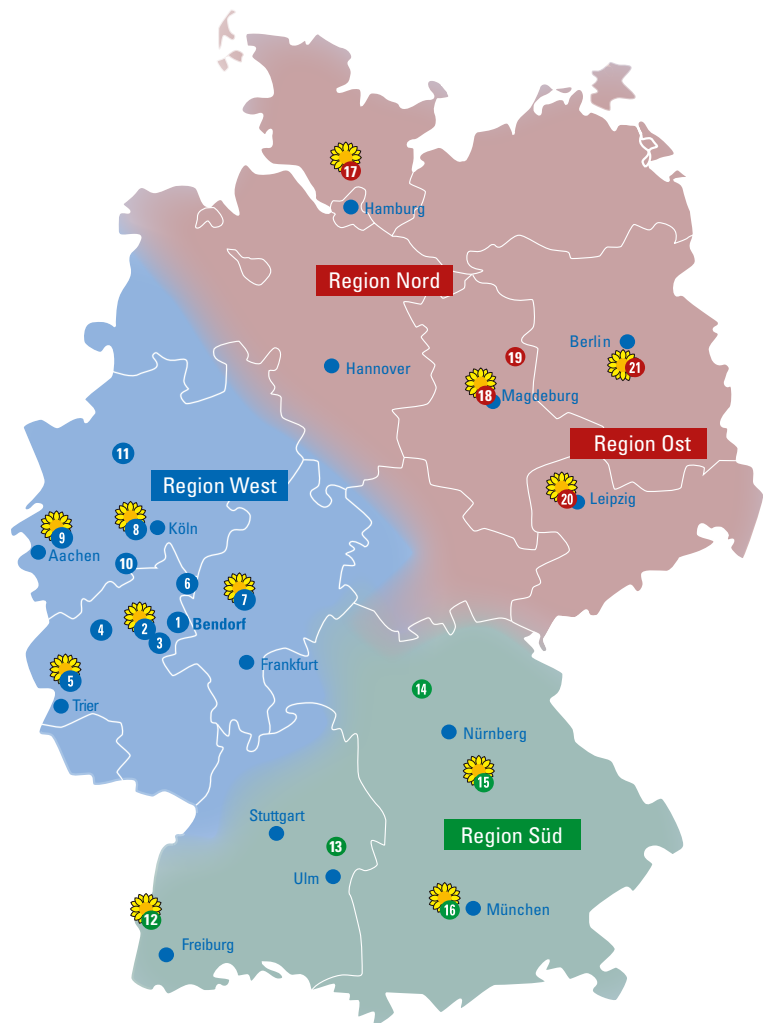 17
Hamburg
Region Nord
Berlin
19
Hannover
21
18
Magdeburg
Region Ost
11
Region West
20
Leipzig
8
Köln
9
Aachen
10
6
7
1
Bendorf
2
4
3
Frankfurt
5
14
Trier
Nürnberg
15
Stuttgart
Region Süd
13
Ulm
12
16
München
Freiburg